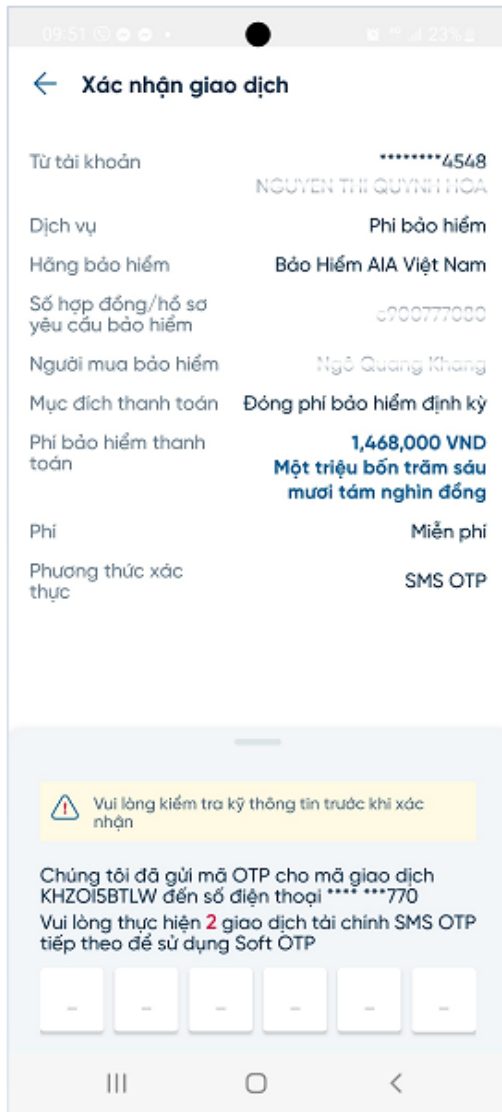 09:51
23%
Xác nhận giao dịch
Từ tài khoản
********4548
NGUYEN THI QUYNH HOA
Dịch vụ
Phí bảo hiểm
Hãng bảo hiểm
Bảo Hiểm AIA Việt Nam
Số hợp đồng/hồ sơ
yêu cầu bảo hiểm
c900777080
Người mua bảo hiểm
Ngô Quang Khang
Mục đích thanh toán
Đóng phí bảo hiểm định kỳ
Phí bảo hiểm thanh
toán
1,468,000 VND
Một triệu bốn trăm sáu
mươi tám nghìn đồng
Phí
Miễn phí
Phương thức xác
thực
SMS OTP
Vui lòng kiểm tra kỹ thông tin trước khi xác
nhận
Chúng tôi đã gửi mã OTP cho mã giao dịch
KHZOI5BTLW đến số điện thoại **** ***770
Vui lòng thực hiện 2 giao dịch tài chính SMS OTP
tiếp theo để sử dụng Soft OTP